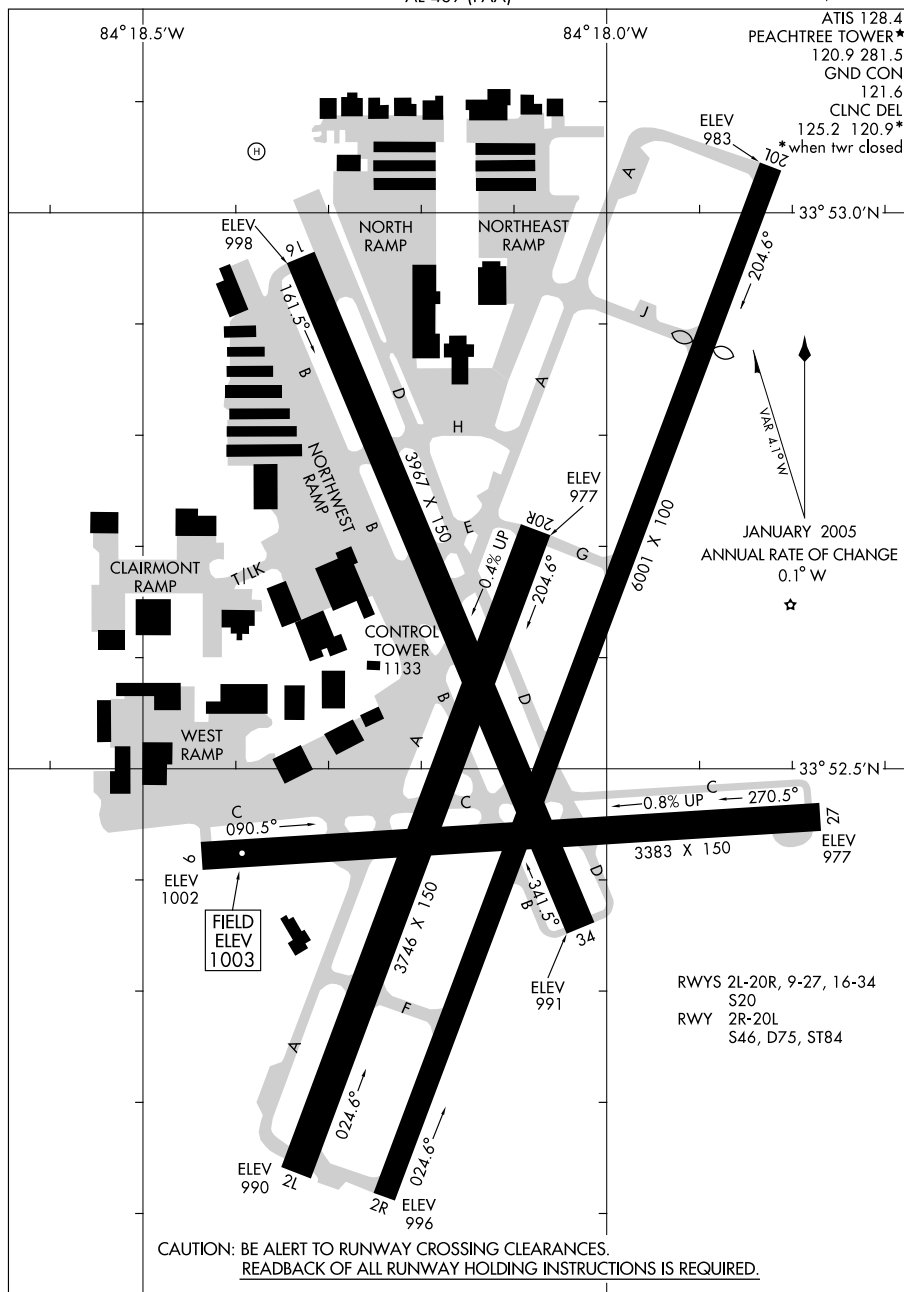 AL-469 (FAA)
84°18.5'W
84°18.0'W
ATIS 128.4
PEACHTREE TOWER★
120.9 281.5
GND CON
121.6
CLNC DEL
125.2 120.9*
*when twr closed
ELEV
983
20L
A
H
33°53.0'N
NORTH
RAMP
NORTHEAST
RAMP
ELEV
998
16
161.5°
204.6°
J
B
D
A
H
VAR 4.1° W
3967 X 150
NORTHWEST
RAMP
B
E
ELEV
977
20R
G
6001 X 100
0.4% UP
204.6°
JANUARY 2005
ANNUAL RATE OF CHANGE
0.1° W
CLAIRMONT
RAMP
T/LK
CONTROL
TOWER
1133
B
D
A
WEST
RAMP
33°52.5'N
C
090.5°
C
0.8% UP
C
270.5°
27
9
ELEV
1002
3383 X 150
ELEV
977
FIELD
ELEV
1003
3746 X 150
B
341.5°
D
34
ELEV
991
RWYS 2L-20R, 9-27, 16-34
S20
RWY 2R-20L
S46, D75, ST84
F
A
024.6°
024.6°
ELEV
990
2L
2R
ELEV
996
CAUTION: BE ALERT TO RUNWAY CROSSING CLEARANCES.
READBACK OF ALL RUNWAY HOLDING INSTRUCTIONS IS REQUIRED.